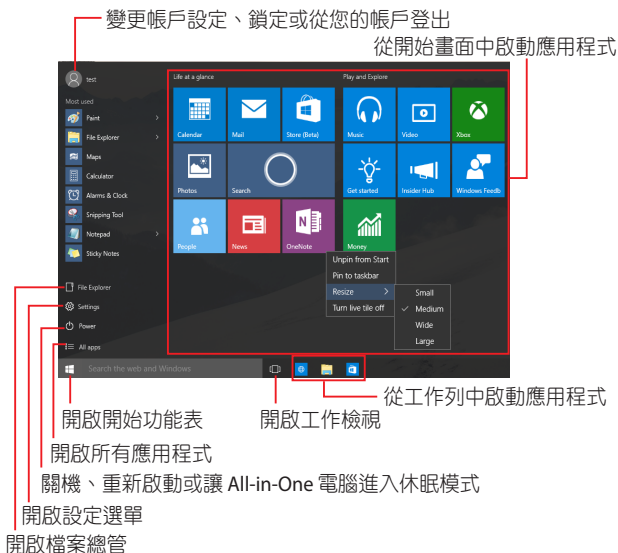 變更帳戶設定、鎖定或從您的帳戶登出
從開始畫面中啟動應用程式
test
Life at a glance
Play and Explore
Most used
Paint
File Explorer
Maps
Calculator
Alarms & Clock
Snipping Tool
Notepad
Sticky Notes
File Explorer
Settings
Power
All apps
Calendar
Mail
Store (Beta)
Music
Video
Xbox
Photos
Search
Get started
Insider Hub
Windows Feedb
People
News
OneNote
Money
Unpin from Start
Pin to taskbar
Resize
Turn live tile off
Small
Medium
Wide
Large
Search the web and Windows
從工作列中啟動應用程式
開啟開始功能表
開啟工作檢視
開啟所有應用程式
關機、重新啟動或讓 All-in-One 電腦進入休眠模式
開啟設定選單
開啟檔案總管